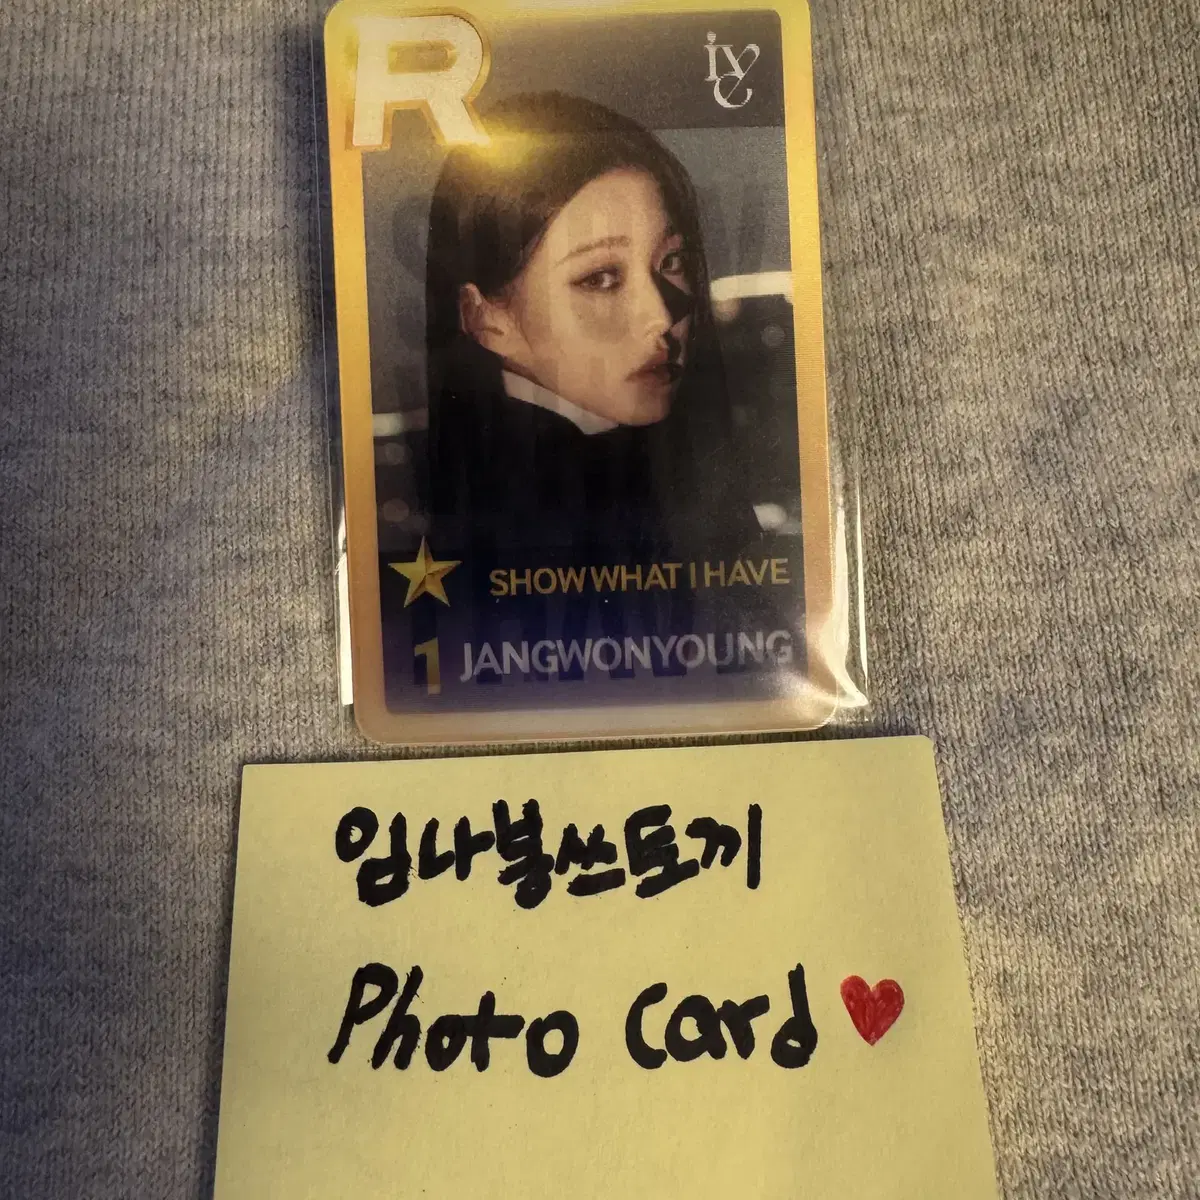 R
ive
SHOW WHAT I HAVE
1 JANGWONYOUNG
임나봉쓰토끼
Photo card